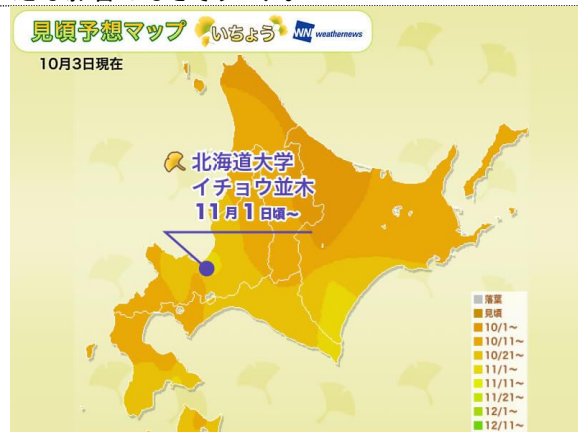 見頃予想マップ いちょう WNI weathernews
10月3日現在
北海道大学
イチョウ並木
11月1日頃~
落葉
見頃
10/1~
10/11~
10/21~
11/1~
11/11~
11/21~
12/1~
12/11~